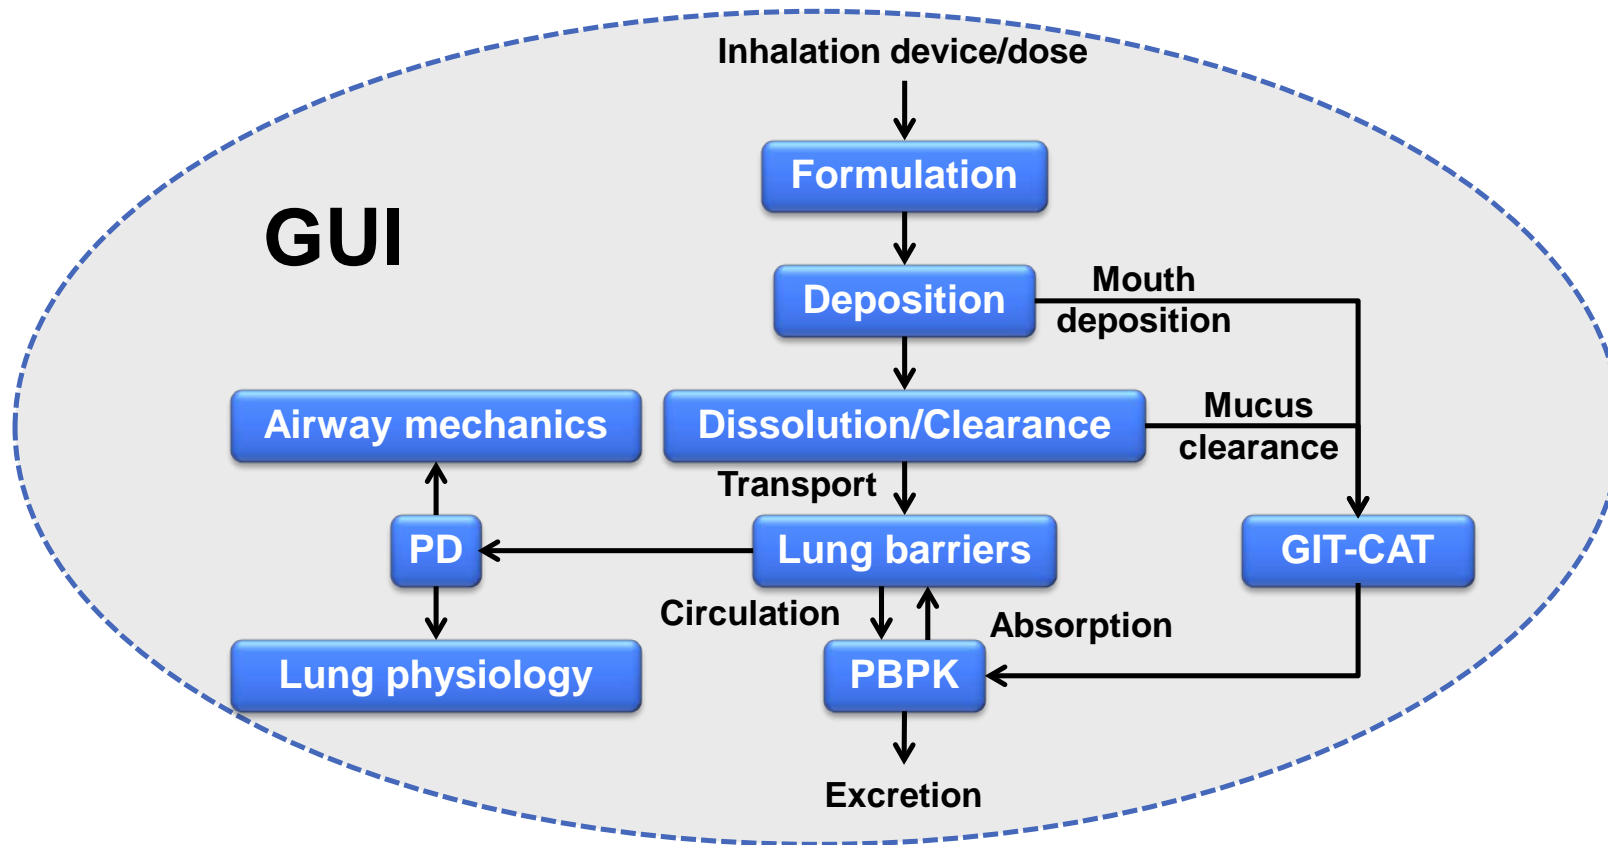 Inhalation device/dose
Formulation
GUI
Deposition
Mouth
deposition
Airway mechanics
Dissolution/Clearance
Mucus
clearance
Transport
PD
Lung barriers
GIT-CAT
Circulation
Absorption
Lung physiology
PBPK
Excretion